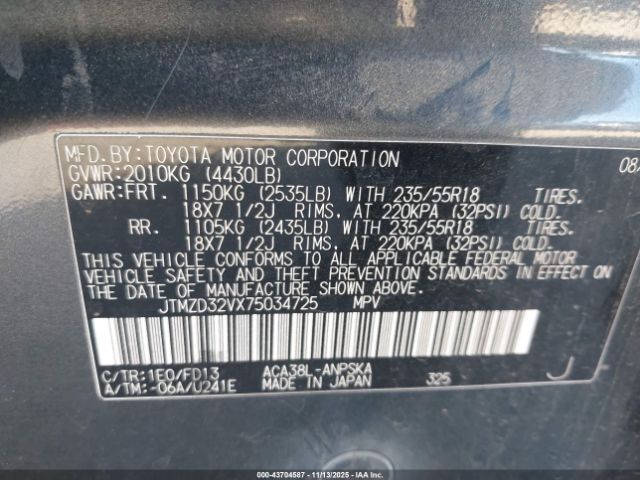 MFD.BY:TOYOTA MOTOR CORPORATION 08/
GVWR:2010KG (4430LB)
GAWR:FRT. 1150KG (2535LB) WITH 235/55R18 TIRES.
18X7 1/2J RIMS, AT 220KPA (32PSI) COLD.
RR. 1105KG (2435LB) WITH 235/55R18 TIRES.
18X7 1/2J RIMS, AT 220KPA (32PSI) COLD.
THIS VEHICLE CONFORMS TO ALL APPLICABLE FEDERAL MOTOR
VEHICLE SAFETY AND THEFT PREVENTION STANDARDS IN EFFECT ON
THE DATE OF MANUFACTURE SHOWN ABOVE.
JTMZD32VX75034725 MPV
C/TR:1E0/FD13 ACA38L-ANPSKA J
A/TM:-06A/U241E MADE IN JAPAN 325
000-43704587 - 11/13/2025 - IAAI.COM